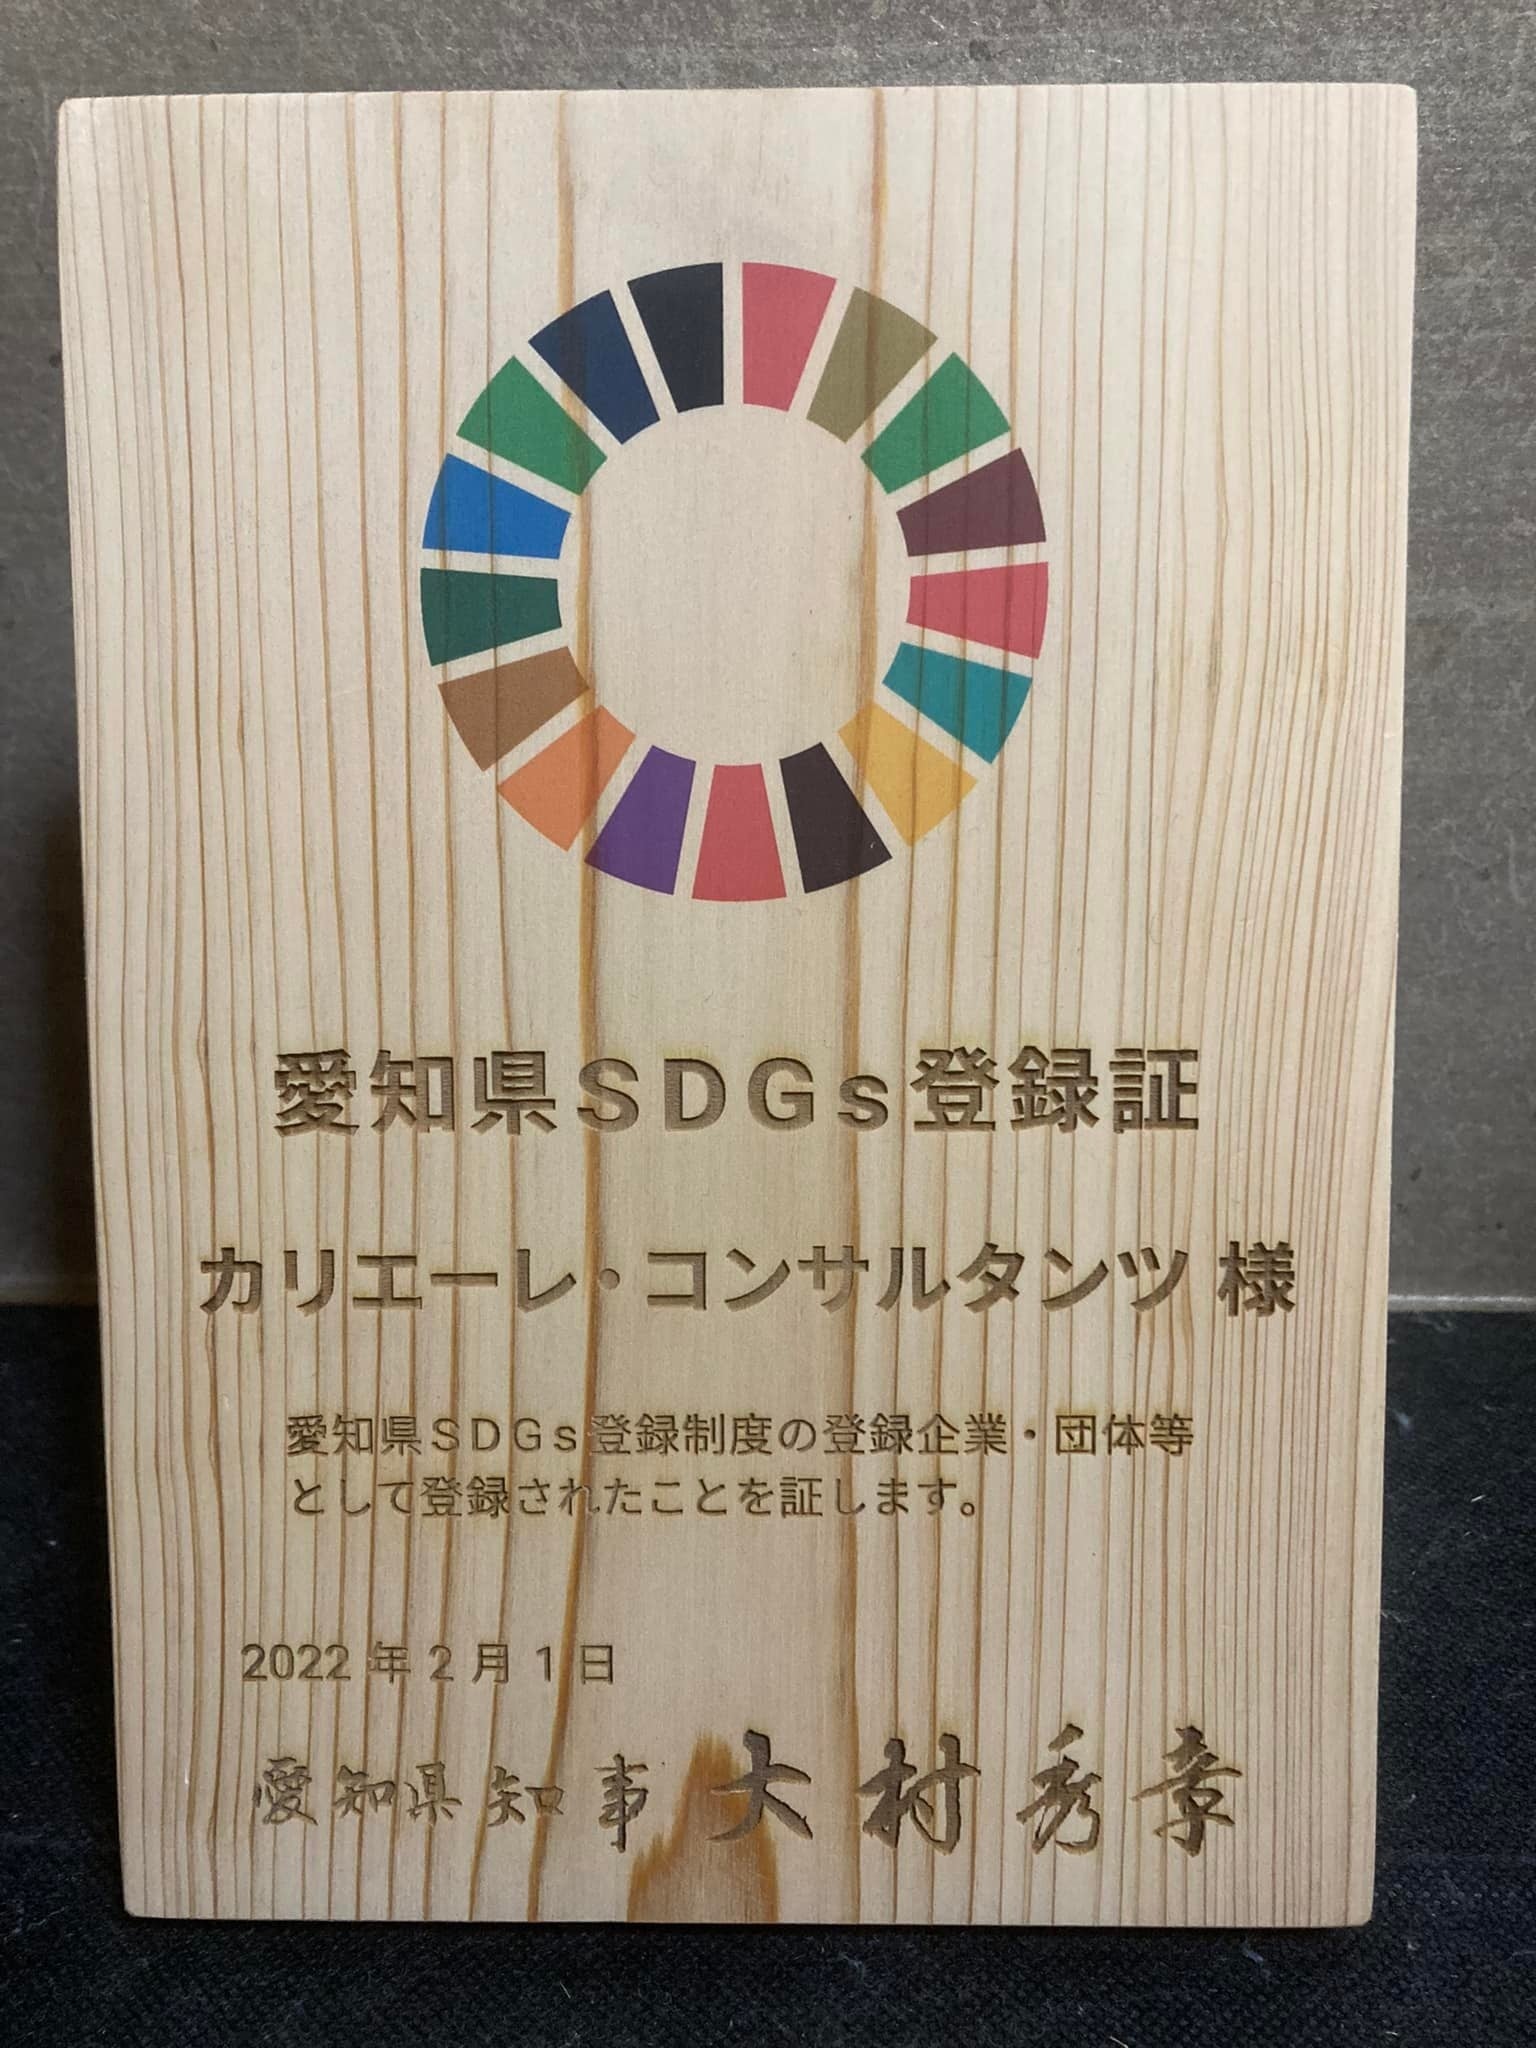 愛知県SDGs登録証
カリエーレ・コンサルタンツ 様
愛知県SDGs登録制度の登録企業・団体等
として登録されたことを証します。
2022 年 2 月 1 日
愛知県知事 大村秀章